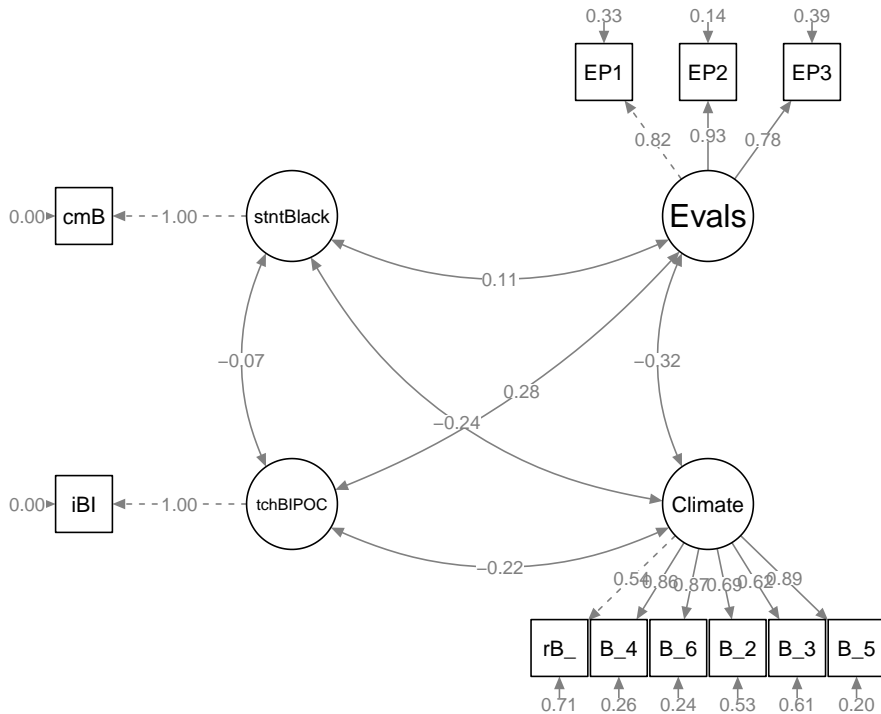 0.33 0.14 0.39
EP1 EP2 EP3
0.82 0.93 0.78
0.00 cmB 1.00 stntBlack Evals
0.11
−0.07 −0.32
0.28
−0.24
0.00 iBI 1.00 tchBIPOC Climate
−0.22
0.54 0.86 0.87 0.69 0.62 0.89
rB_ B_4 B_6 B_2 B_3 B_5
0.71 0.26 0.24 0.53 0.61 0.20